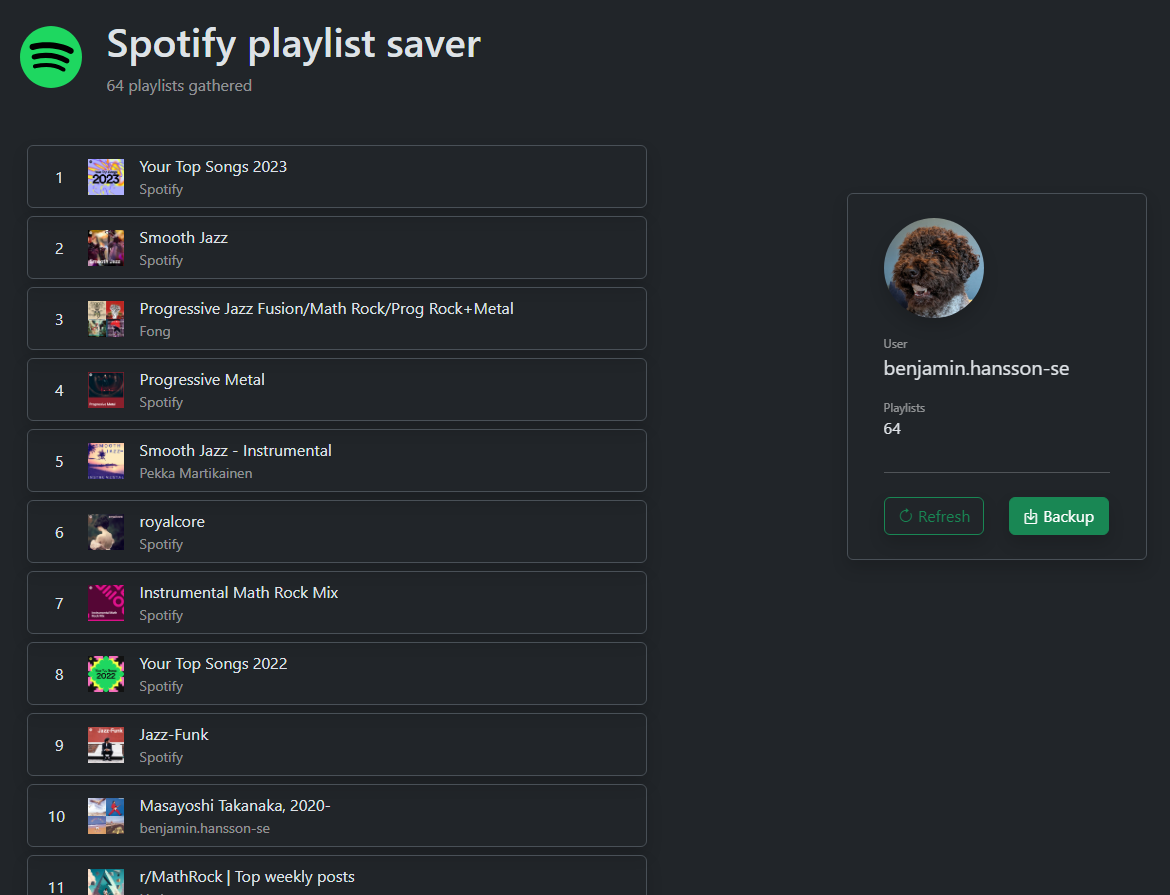 Spotify playlist saver
64 playlists gathered
1
Your Top Songs 2023
Spotify
2
Smooth Jazz
Spotify
3
Progressive Jazz Fusion/Math Rock/Prog Rock+Metal
Fong
4
Progressive Metal
Spotify
5
Smooth Jazz - Instrumental
Pekka Martikainen
6
royalcore
Spotify
7
Instrumental Math Rock Mix
Spotify
8
Your Top Songs 2022
Spotify
9
Jazz-Funk
Spotify
10
Masayoshi Takanaka, 2020-
benjamin.hansson-se
11
r/MathRock | Top weekly posts
User
benjamin.hansson-se
Playlists
64
Refresh
Backup